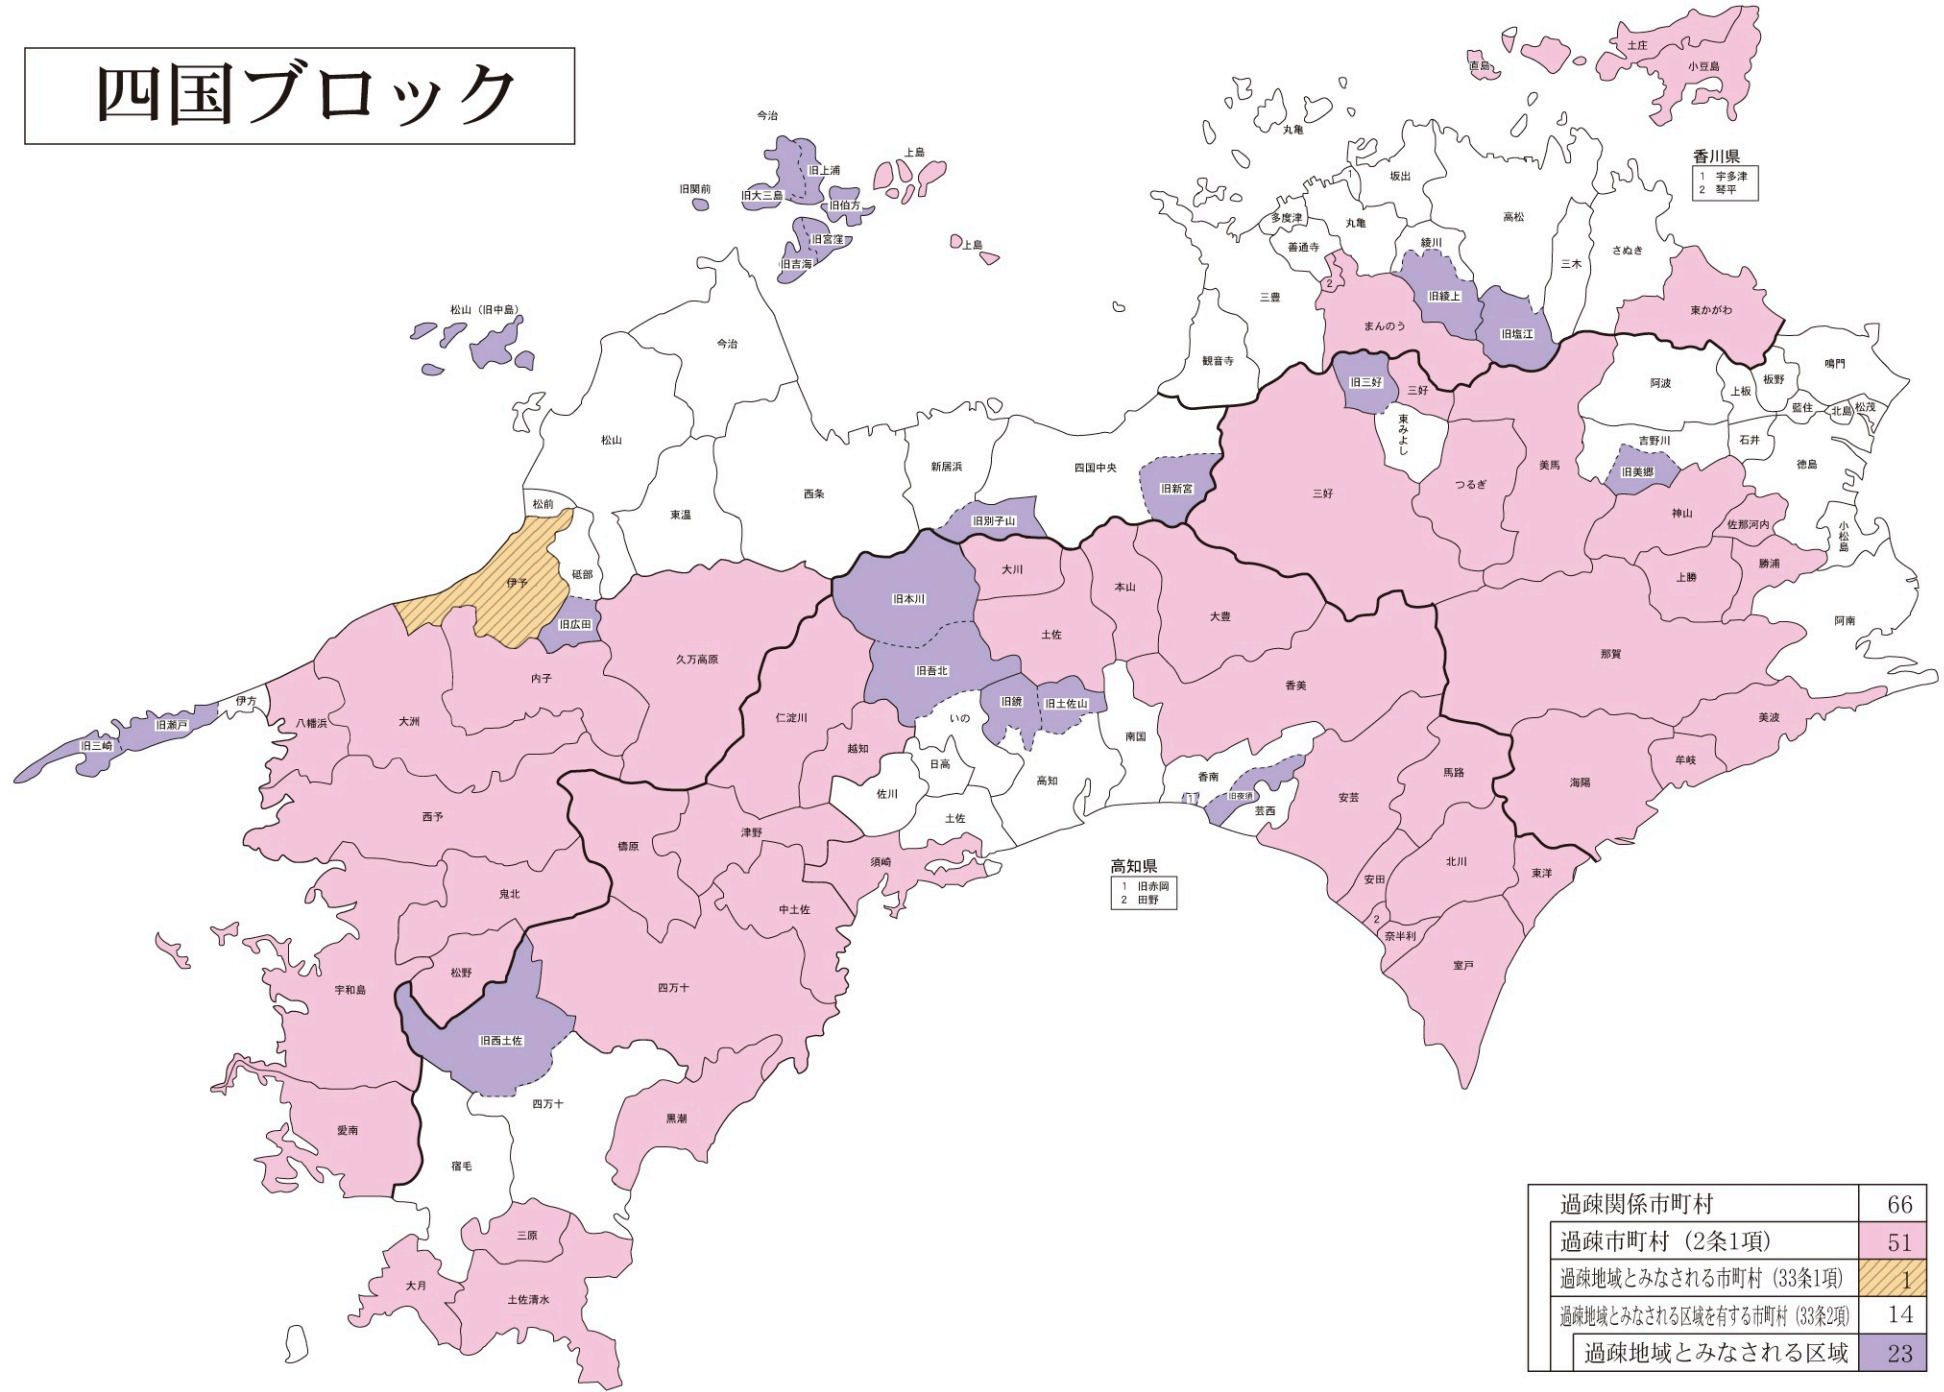 四国ブロック
土庄
小豆島
直島
今治
丸亀
香川県
1 宇多津
2 琴平
旧上浦
上島
旧大三島
旧関前
旧伯方
旧宮窪
旧吉海
上島
1
坂出
多度津
丸亀
高松
善通寺
綾川
三木
さぬき
2
三豊
旧綾上
松山（旧中島）
まんのう
旧塩江
東かがわ
今治
観音寺
鳴門
旧三好
三好
阿波
上板
板野
藍住
北島
松茂
松山
東みよし
吉野川
石井
新居浜
四国中央
旧新宮
西条
三好
つるぎ
美馬
旧美郷
徳島
松前
東温
旧別子山
神山
佐那河内
小松島
伊予
砥部
大川
本山
上勝
勝浦
旧本川
大豊
旧広田
土佐
阿南
久万高原
旧吾北
那賀
内子
香美
伊方
八幡浜
大洲
仁淀川
いの
旧鏡
旧土佐山
美波
旧瀬戸
旧三崎
越知
日高
南国
牟岐
高知
香南
馬路
海陽
佐川
1
旧夜須
芸西
安芸
西予
土佐
檮原
津野
須崎
高知県
1 旧赤岡
2 田野
北川
東洋
安田
鬼北
中土佐
2
奈半利
松野
室戸
宇和島
四万十
旧西土佐
四万十
黒潮
愛南
宿毛
三原
大月
土佐清水
過疎関係市町村 66
過疎市町村（2条1項） 51
過疎地域とみなされる市町村（33条1項） 1
過疎地域とみなされる区域を有する市町村（33条2項） 14
過疎地域とみなされる区域 23